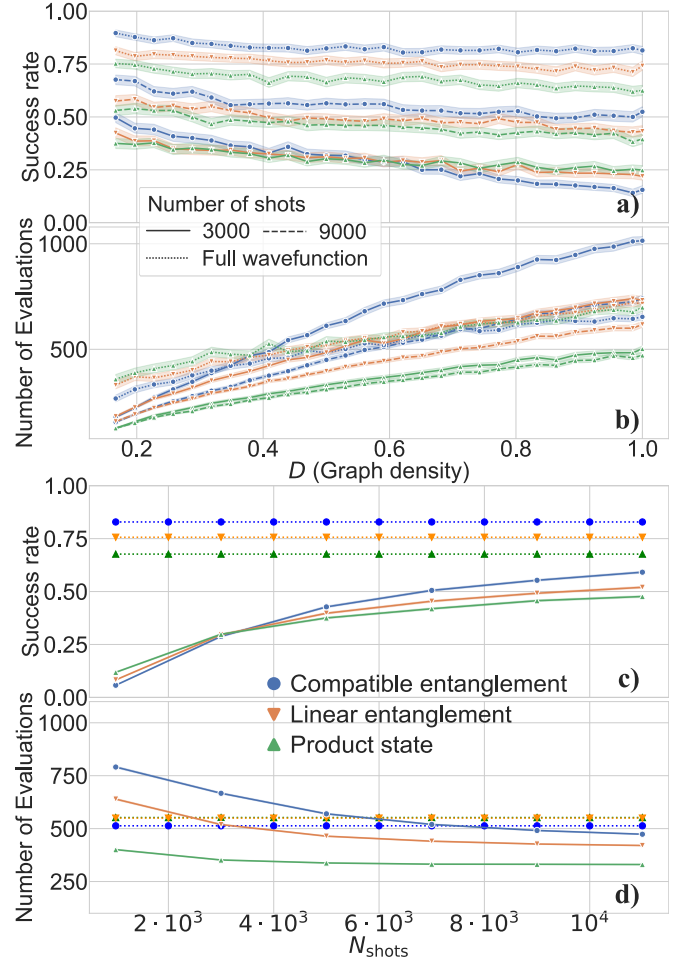 1.00
0.75
0.50
0.25
0.00
Success rate
a)
Number of shots
3000
9000
Full wavefunction
1000
500
Number of Evaluations
b)
0.2
0.4
0.6
0.8
1.0
D (Graph density)
1.00
0.75
0.50
0.25
0.00
Success rate
c)
Compatible entanglement
Linear entanglement
Product state
1000
750
500
250
Number of Evaluations
d)
2 · 10³
4 · 10³
6 · 10³
8 · 10³
10⁴
N_shots